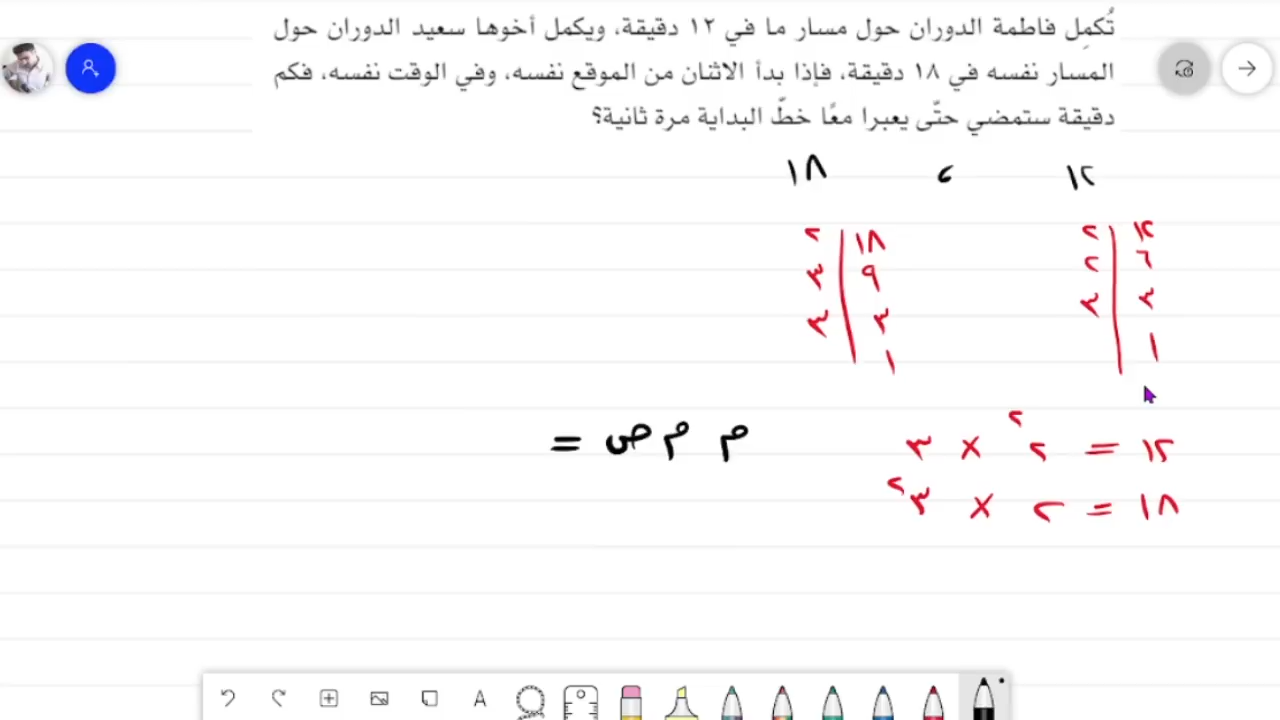 تُكمِل فاطمة الدوران حول مسار ما في ١٢ دقيقة، ويكمل أخوها سعيد الدوران حول
المسار نفسه في ١٨ دقيقة، فإذا بدأ الاثنان من الموقع نفسه، وفي الوقت نفسه، فكم
دقيقة ستمضي حتّى يعبرا معًا خطّ البداية مرة ثانية؟
١٢ ، ١٨
١٢ | ٢
٦ | ٢
٣ | ٣
١
١٨ | ٢
٩ | ٣
٣ | ٣
١
١٢ = ٢² × ٣
١٨ = ٢ × ٣²
م م ص =
A